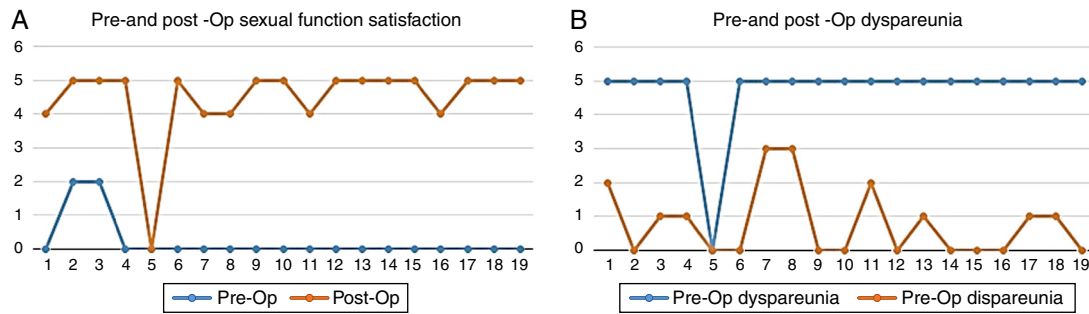 A
Pre-and post -Op sexual function satisfaction
6
5
4
3
2
1
0
1 2 3 4 5 6 7 8 9 10 11 12 13 14 15 16 17 18 19
Pre-Op Post-Op
B
Pre-and post -Op dyspareunia
6
5
4
3
2
1
0
1 2 3 4 5 6 7 8 9 10 11 12 13 14 15 16 17 18 19
Pre-Op dyspareunia Pre-Op dispareunia